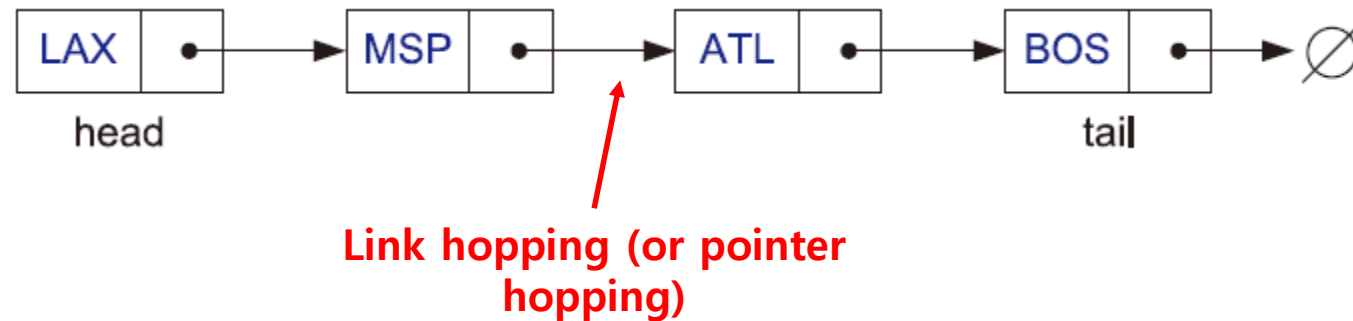 LAX MSP ATL BOS ∅
head tail
Link hopping (or pointer
hopping)